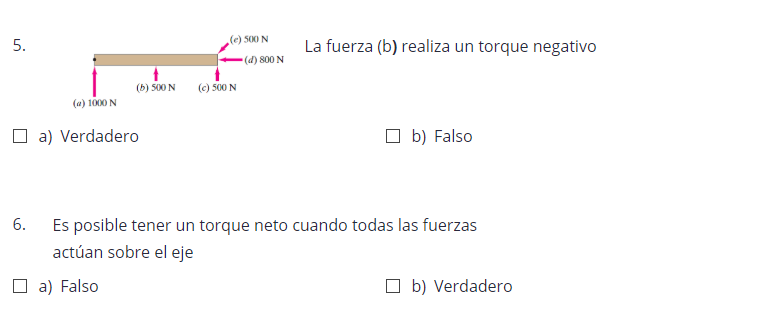 5.
(e) 500 N
La fuerza (b) realiza un torque negativo
(d) 800 N
(b) 500 N
(c) 500 N
(a) 1000 N
a) Verdadero
b) Falso
6.
Es posible tener un torque neto cuando todas las fuerzas
actúan sobre el eje
a) Falso
b) Verdadero